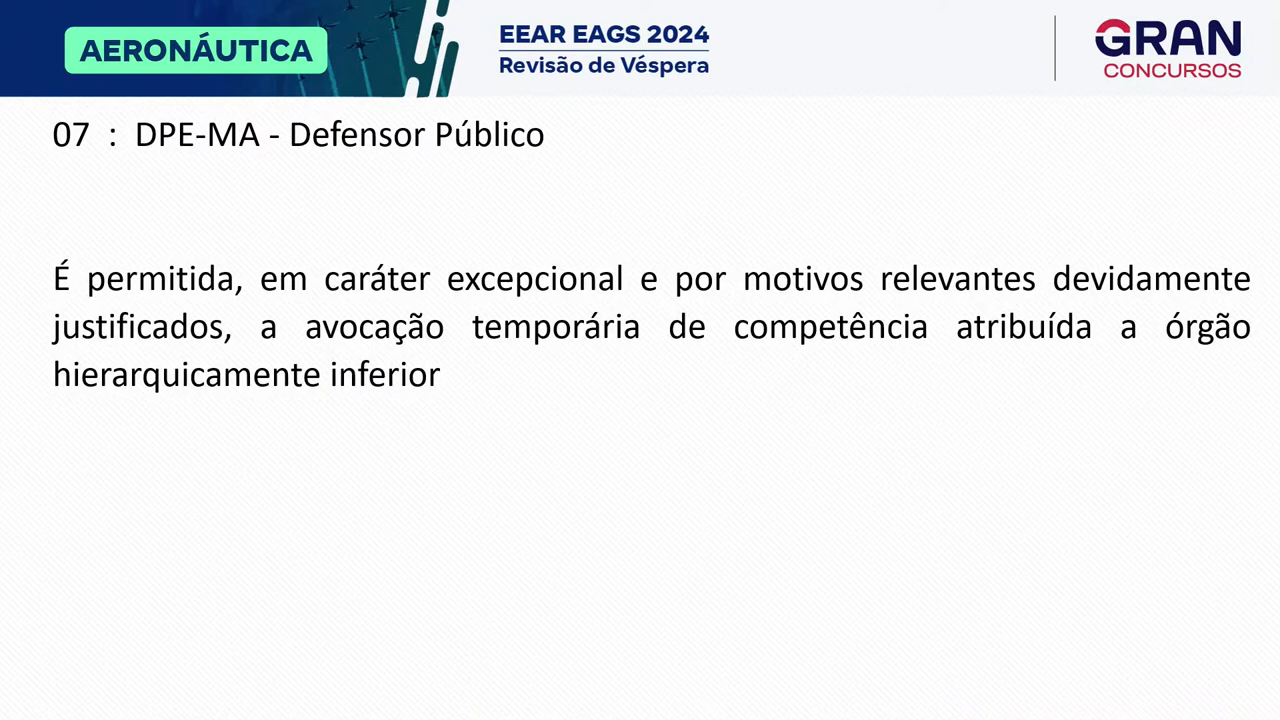 AERONÁUTICA
EEAR EAGS 2024
Revisão de Véspera
GRAN
CONCURSOS
07 : DPE-MA - Defensor Público
É permitida, em caráter excepcional e por motivos relevantes devidamente
justificados, a avocação temporária de competência atribuída a órgão
hierarquicamente inferior